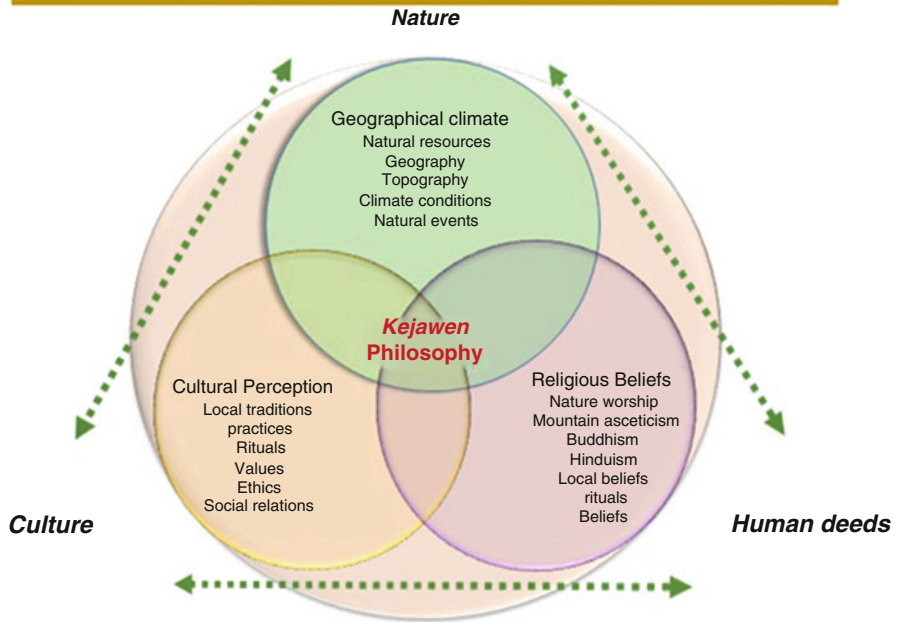 Nature
Geographical climate
Natural resources
Geography
Topography
Climate conditions
Natural events
Kejawen
Philosophy
Cultural Perception
Local traditions
practices
Rituals
Values
Ethics
Social relations
Religious Beliefs
Nature worship
Mountain asceticism
Buddhism
Hinduism
Local beliefs
rituals
Beliefs
Culture
Human deeds